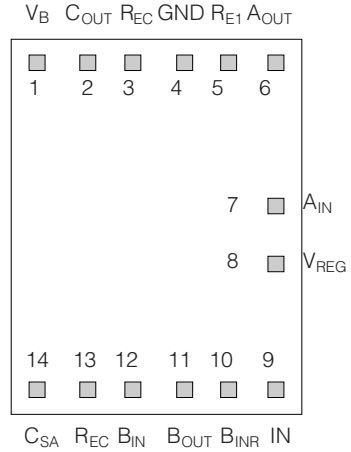 VB COUT REC GND RE1 AOUT
1 2 3 4 5 6
7 AIN
8 VREG
14 13 12 11 10 9
CSA REC BIN BOUT BINR IN